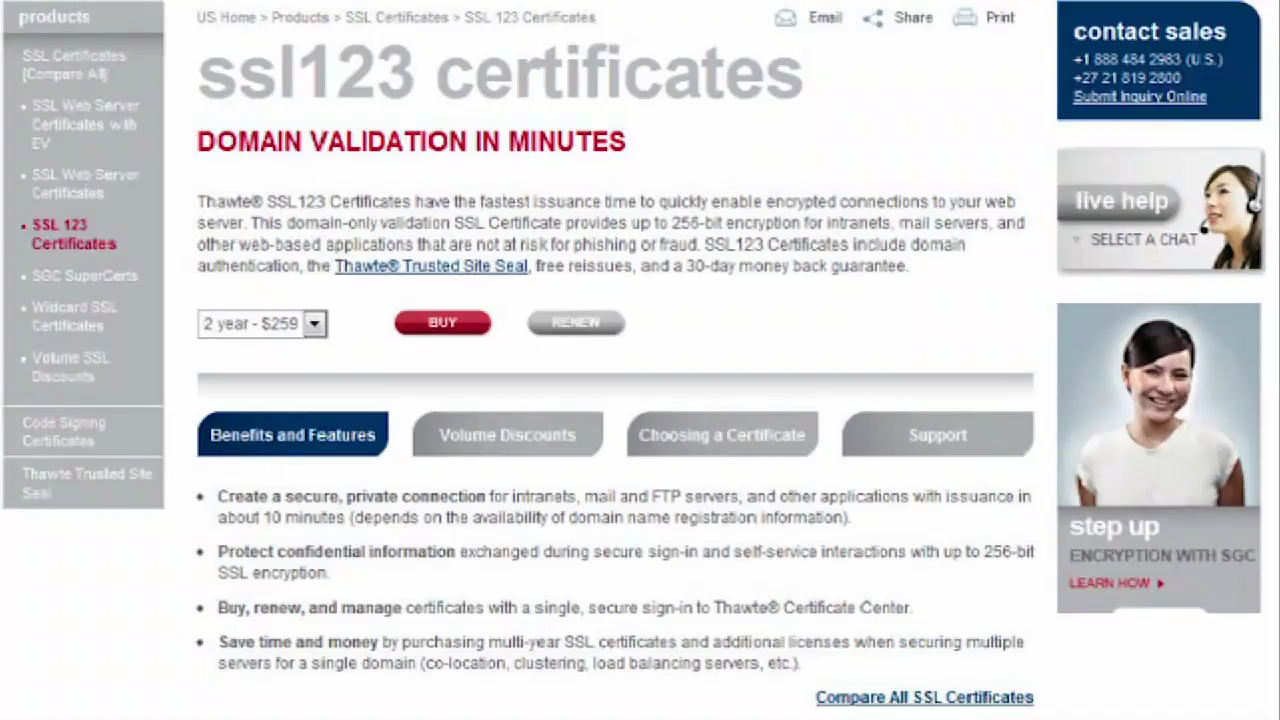 products
SSL Certificates
[Compare All]
SSL Web Server
Certificates with
EV
SSL Web Server
Certificates
SSL 123
Certificates
SGC SuperCerts
Wildcard SSL
Certificates
Volume SSL
Discounts
Code Signing
Certificates
Thawte Trusted Site
Seal
US Home > Products > SSL Certificates > SSL 123 Certificates
Email Share Print
ssl123 certificates
DOMAIN VALIDATION IN MINUTES
Thawte® SSL123 Certificates have the fastest issuance time to quickly enable encrypted connections to your web
server. This domain-only validation SSL Certificate provides up to 256-bit encryption for intranets, mail servers, and
other web-based applications that are not at risk for phishing or fraud. SSL123 Certificates include domain
authentication, the Thawte® Trusted Site Seal, free reissues, and a 30-day money back guarantee.
2 year - $259 BUY RENEW
Benefits and Features Volume Discounts Choosing a Certificate Support
• Create a secure, private connection for intranets, mail and FTP servers, and other applications with issuance in
about 10 minutes (depends on the availability of domain name registration information).
• Protect confidential information exchanged during secure sign-in and self-service interactions with up to 256-bit
SSL encryption.
• Buy, renew, and manage certificates with a single, secure sign-in to Thawte® Certificate Center.
• Save time and money by purchasing multi-year SSL certificates and additional licenses when securing multiple
servers for a single domain (co-location, clustering, load balancing servers, etc.).
Compare All SSL Certificates
contact sales
+1 888 484 2983 (U.S.)
+27 21 819 2800
Submit Inquiry Online
live help
SELECT A CHAT
step up
ENCRYPTION WITH SGC
LEARN HOW